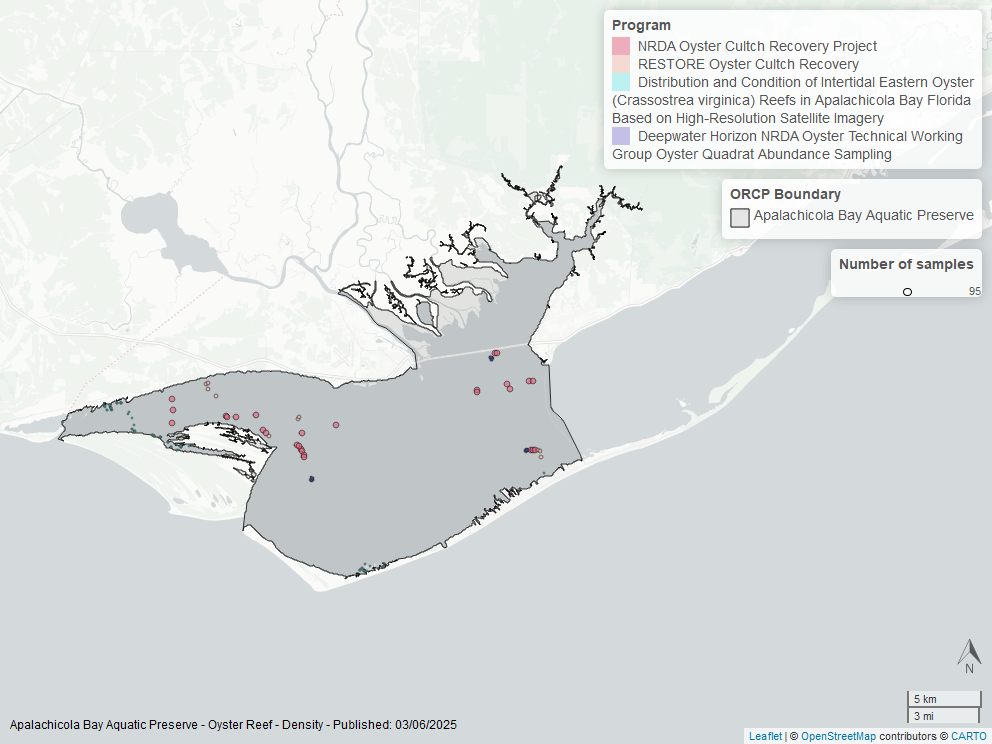 Program
NRDA Oyster Cultch Recovery Project
RESTORE Oyster Cultch Recovery
Distribution and Condition of Intertidal Eastern Oyster
(Crassostrea virginica) Reefs in Apalachicola Bay Florida
Based on High-Resolution Satellite Imagery
Deepwater Horizon NRDA Oyster Technical Working
Group Oyster Quadrat Abundance Sampling
ORCP Boundary
Apalachicola Bay Aquatic Preserve
Number of samples
95
N
5 km
3 mi
Apalachicola Bay Aquatic Preserve - Oyster Reef - Density - Published: 03/06/2025
Leaflet | © OpenStreetMap contributors © CARTO